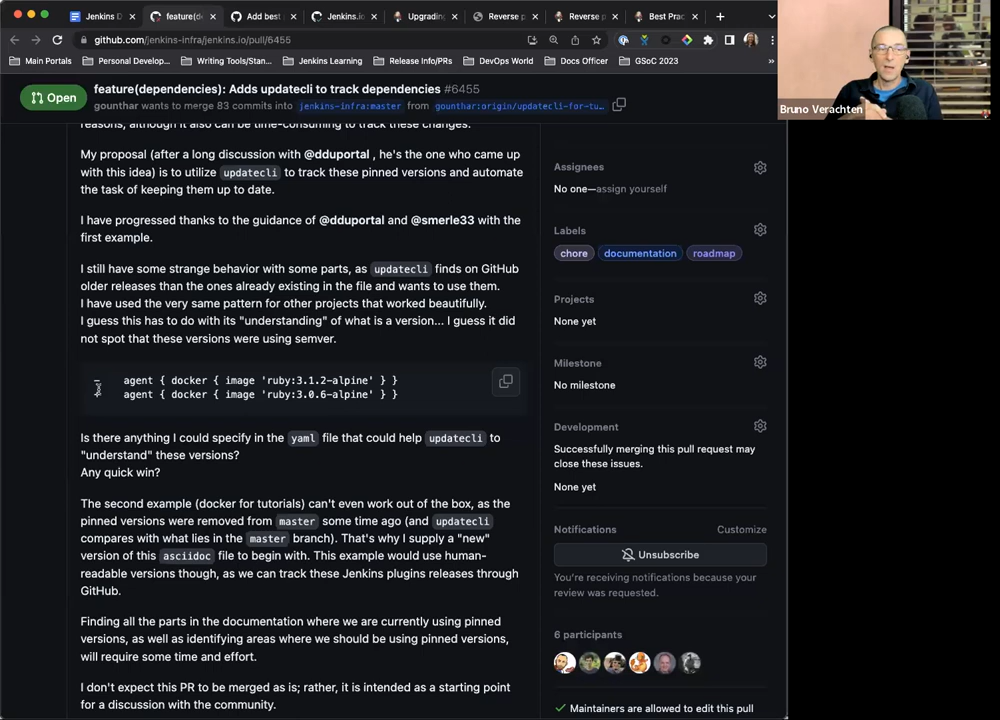 Jenkins D
feature(de
Add best
Jenkins.io
Upgrading
Reverse p
Reverse p
Best Prac
github.com/jenkins-infra/jenkins.io/pull/6455
Main Portals
Personal Develop...
Writing Tools/Stan...
Jenkins Learning
Release Info/PRs
DevOps World
Docs Officer
GSoC 2023
»
Bruno Verachten
Open
feature(dependencies): Adds updatecli to track dependencies #6455
gounthar wants to merge 83 commits into jenkins-infra:master from gounthar:origin/updatecli-for-tu…
reasons, although it also can be time-consuming to track these changes.
My proposal (after a long discussion with @dduportal , he's the one who came up
with this idea) is to utilize updatecli to track these pinned versions and automate
the task of keeping them up to date.
I have progressed thanks to the guidance of @dduportal and @smerle33 with the
first example.
I still have some strange behavior with some parts, as updatecli finds on GitHub
older releases than the ones already existing in the file and wants to use them.
I have used the very same pattern for other projects that worked beautifully.
I guess this has to do with its "understanding" of what is a version... I guess it did
not spot that these versions were using semver.
- agent { docker { image 'ruby:3.1.2-alpine' } }
+ agent { docker { image 'ruby:3.0.6-alpine' } }
Is there anything I could specify in the yaml file that could help updatecli to
"understand" these versions?
Any quick win?
The second example (docker for tutorials) can't even work out of the box, as the
pinned versions were removed from master some time ago (and updatecli
compares with what lies in the master branch). That's why I supply a "new"
version of this asciidoc file to begin with. This example would use human-
readable versions though, as we can track these Jenkins plugins releases through
GitHub.
Finding all the parts in the documentation where we are currently using pinned
versions, as well as identifying areas where we should be using pinned versions,
will require some time and effort.
I don't expect this PR to be merged as is; rather, it is intended as a starting point
for a discussion with the community.
Assignees
No one—assign yourself
Labels
chore documentation roadmap
Projects
None yet
Milestone
No milestone
Development
Successfully merging this pull request may
close these issues.
None yet
Notifications Customize
Unsubscribe
You're receiving notifications because your
review was requested.
6 participants
Maintainers are allowed to edit this pull